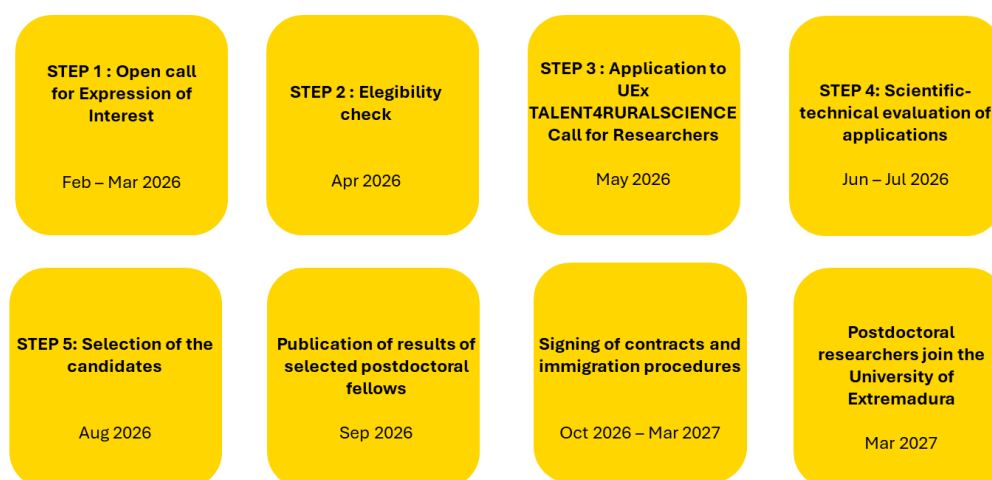 STEP 1 : Open call
for Expression of
Interest
Feb – Mar 2026
STEP 2 : Elegibility
check
Apr 2026
STEP 3 : Application to
UEx
TALENT4RURALSCIENCE
Call for Researchers
May 2026
STEP 4: Scientific-
technical evaluation of
applications
Jun – Jul 2026
STEP 5: Selection of the
candidates
Aug 2026
Publication of results of
selected postdoctoral
fellows
Sep 2026
Signing of contracts and
immigration procedures
Oct 2026 – Mar 2027
Postdoctoral
researchers join the
University of
Extremadura
Mar 2027